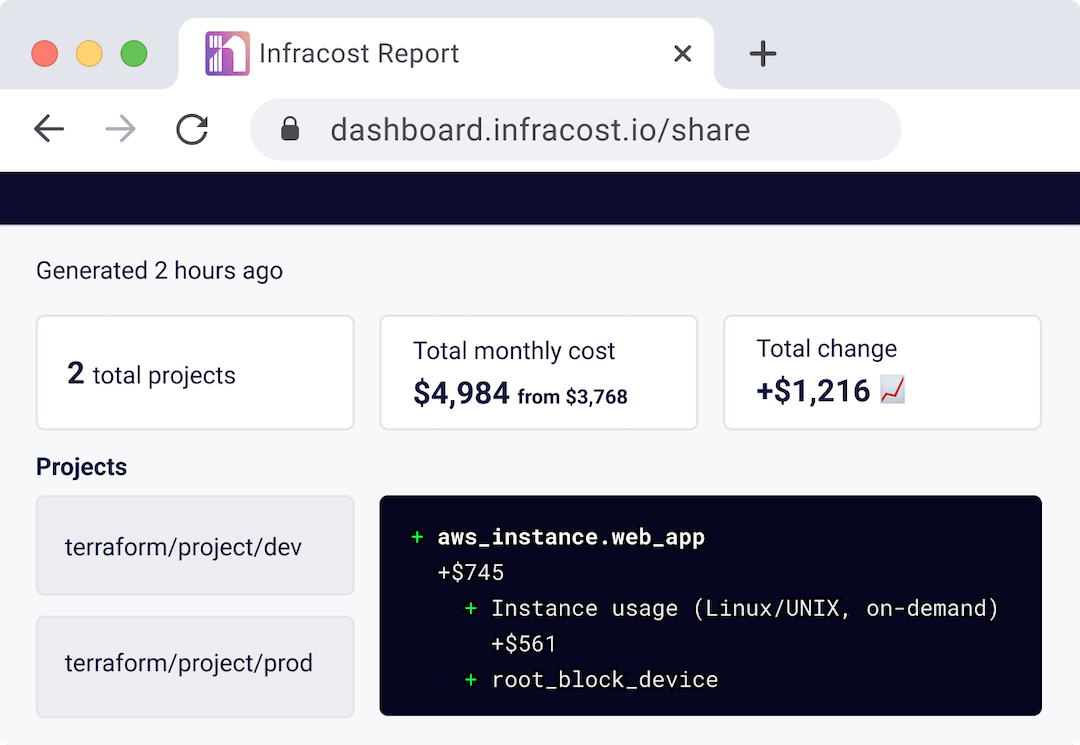 Infracost Report
dashboard.infracost.io/share
Generated 2 hours ago
2 total projects
Total monthly cost
$4,984 from $3,768
Total change
+$1,216
Projects
terraform/project/dev
terraform/project/prod
+ aws_instance.web_app
+$745
+ Instance usage (Linux/UNIX, on-demand)
+$561
+ root_block_device